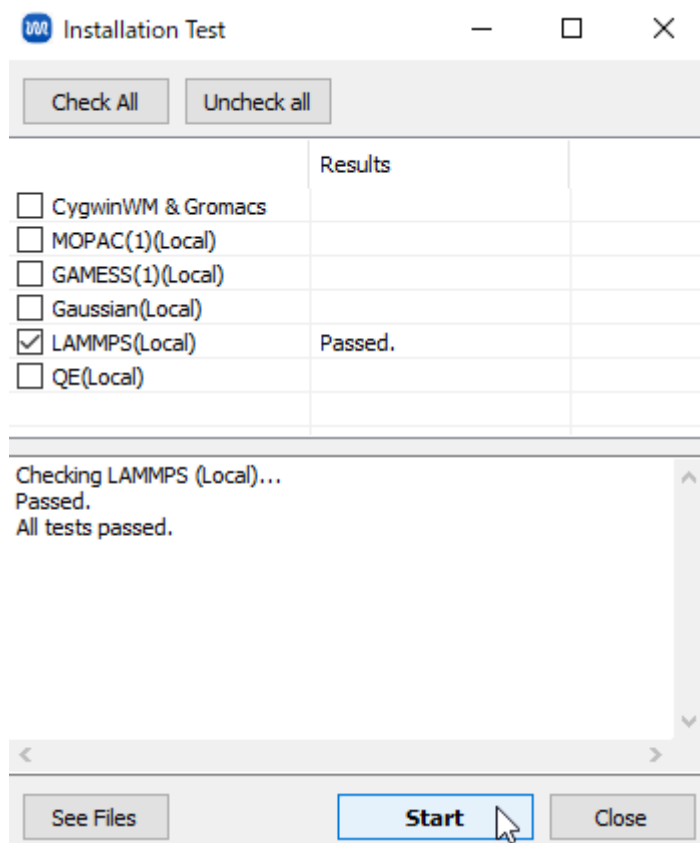 Installation Test
Check All Uncheck all
Results
CygwinWM & Gromacs
MOPAC(1)(Local)
GAMESS(1)(Local)
Gaussian(Local)
LAMMPS(Local) Passed.
QE(Local)
Checking LAMMPS (Local)...
Passed.
All tests passed.
See Files Start Close